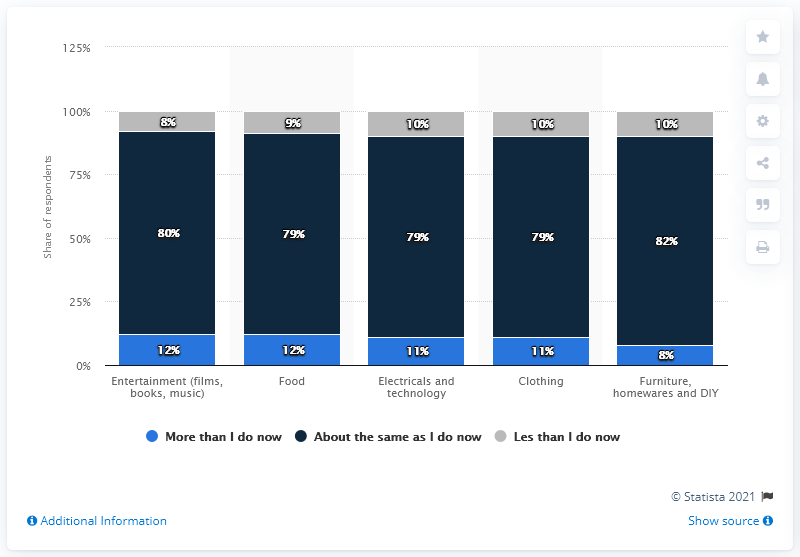 125%
100%
75%
50%
25%
0%
Share of respondents
8%
9%
10%
10%
10%
80%
79%
79%
79%
82%
12%
12%
11%
11%
8%
Entertainment (films,
books, music)
Food
Electricals and
technology
Clothing
Furniture,
homewares and DIY
More than I do now
About the same as I do now
Les than I do now
© Statista 2021
Additional Information
Show source